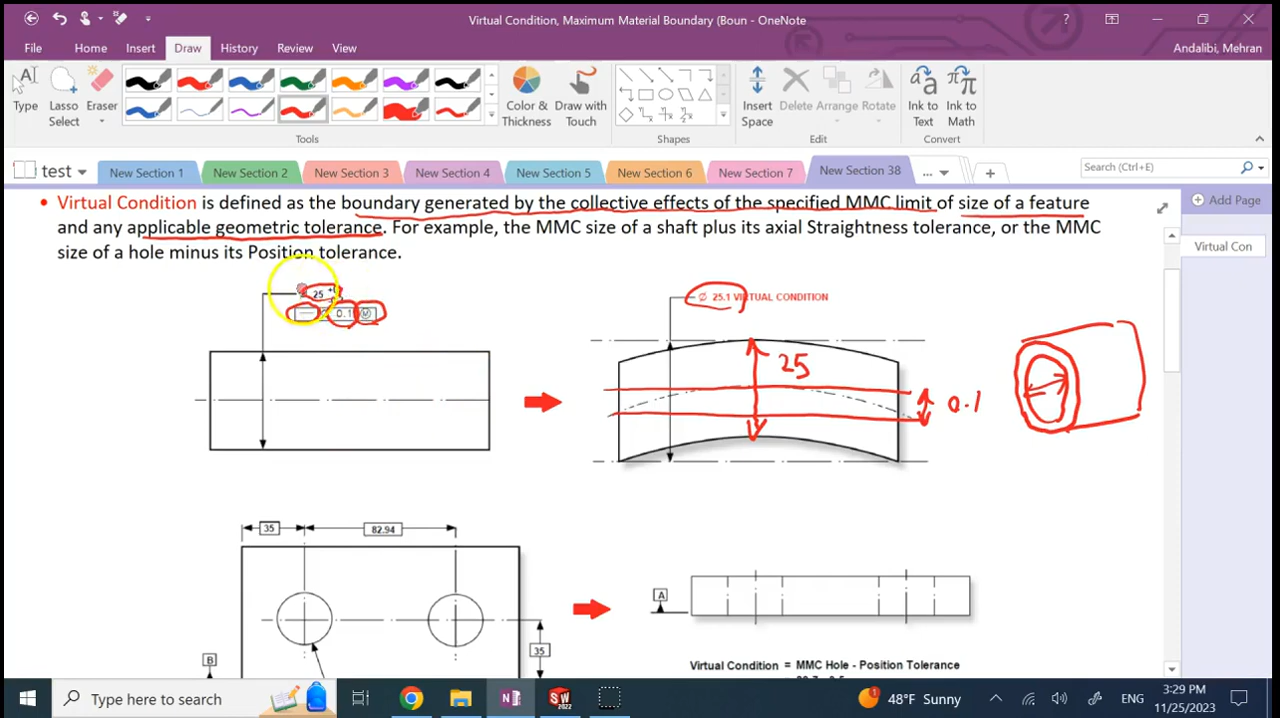 Virtual Condition, Maximum Material Boundary (Boun - OneNote
?
Andalibi, Mehran
File Home Insert Draw History Review View
Type
Lasso Select
Eraser
Color & Thickness
Draw with Touch
Insert Space
Delete
Arrange
Rotate
Ink to Text
Ink to Math
Tools Shapes Edit Convert
test New Section 1 New Section 2 New Section 3 New Section 4 New Section 5 New Section 6 New Section 7 New Section 38 ... Search (Ctrl+E)
Add Page
Virtual Con
• Virtual Condition is defined as the boundary generated by the collective effects of the specified MMC limit of size of a feature
and any applicable geometric tolerance. For example, the MMC size of a shaft plus its axial Straightness tolerance, or the MMC
size of a hole minus its Position tolerance.
25
0.1 Ⓜ
Ø 25.1 VIRTUAL CONDITION
25
0.1
35 82.94
35
A
B
Virtual Condition = MMC Hole - Position Tolerance
Type here to search
48°F Sunny
ENG
3:29 PM
11/25/2023